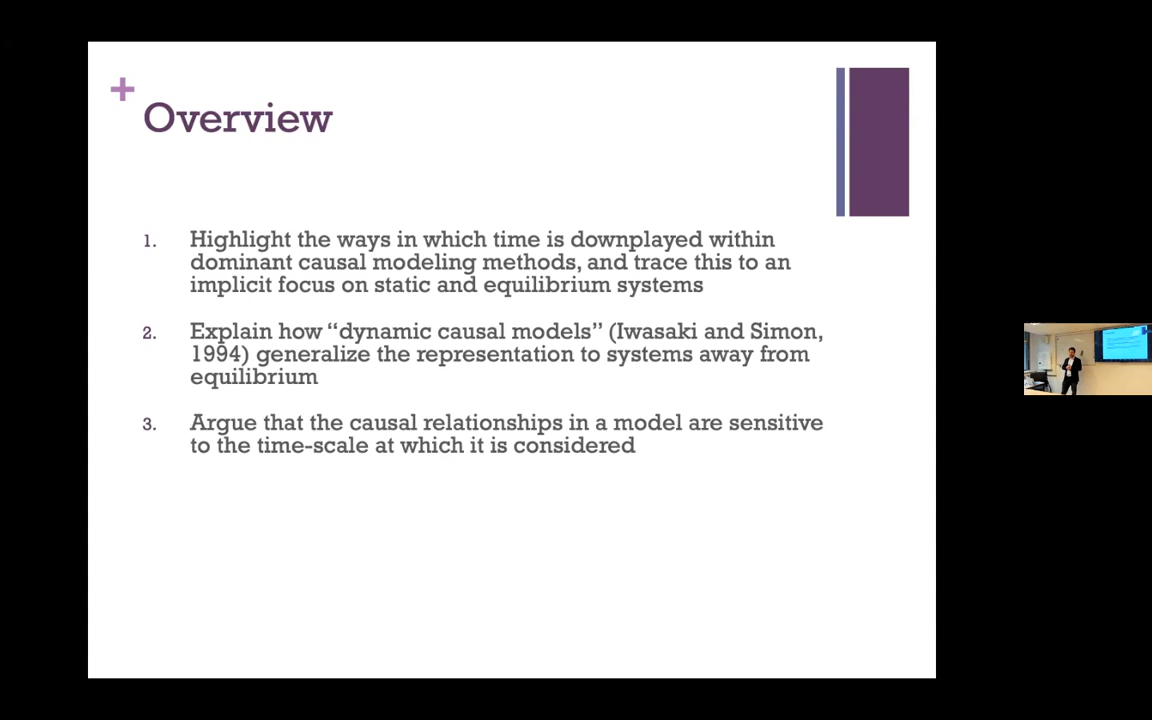 +
Overview
1. Highlight the ways in which time is downplayed within
dominant causal modeling methods, and trace this to an
implicit focus on static and equilibrium systems
2. Explain how “dynamic causal models” (Iwasaki and Simon,
1994) generalize the representation to systems away from
equilibrium
3. Argue that the causal relationships in a model are sensitive
to the time-scale at which it is considered